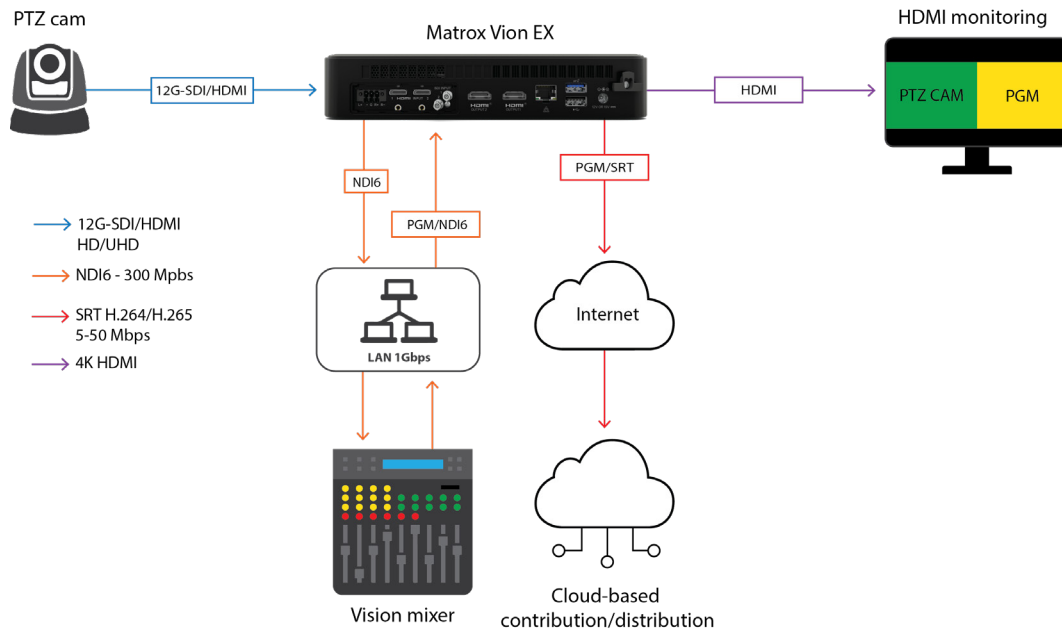 PTZ cam
Matrox Vion EX
HDMI monitoring
12G-SDI/HDMI
HDMI
HDMI
HDMI
PTZ CAM
PGM
NDI6
PGM/NDI6
PGM/SRT
12G-SDI/HDMI
HD/UHD
NDI6 - 300 Mpbs
SRT H.264/H.265
5-50 Mbps
4K HDMI
LAN 1Gbps
Internet
Vision mixer
Cloud-based
contribution/distribution